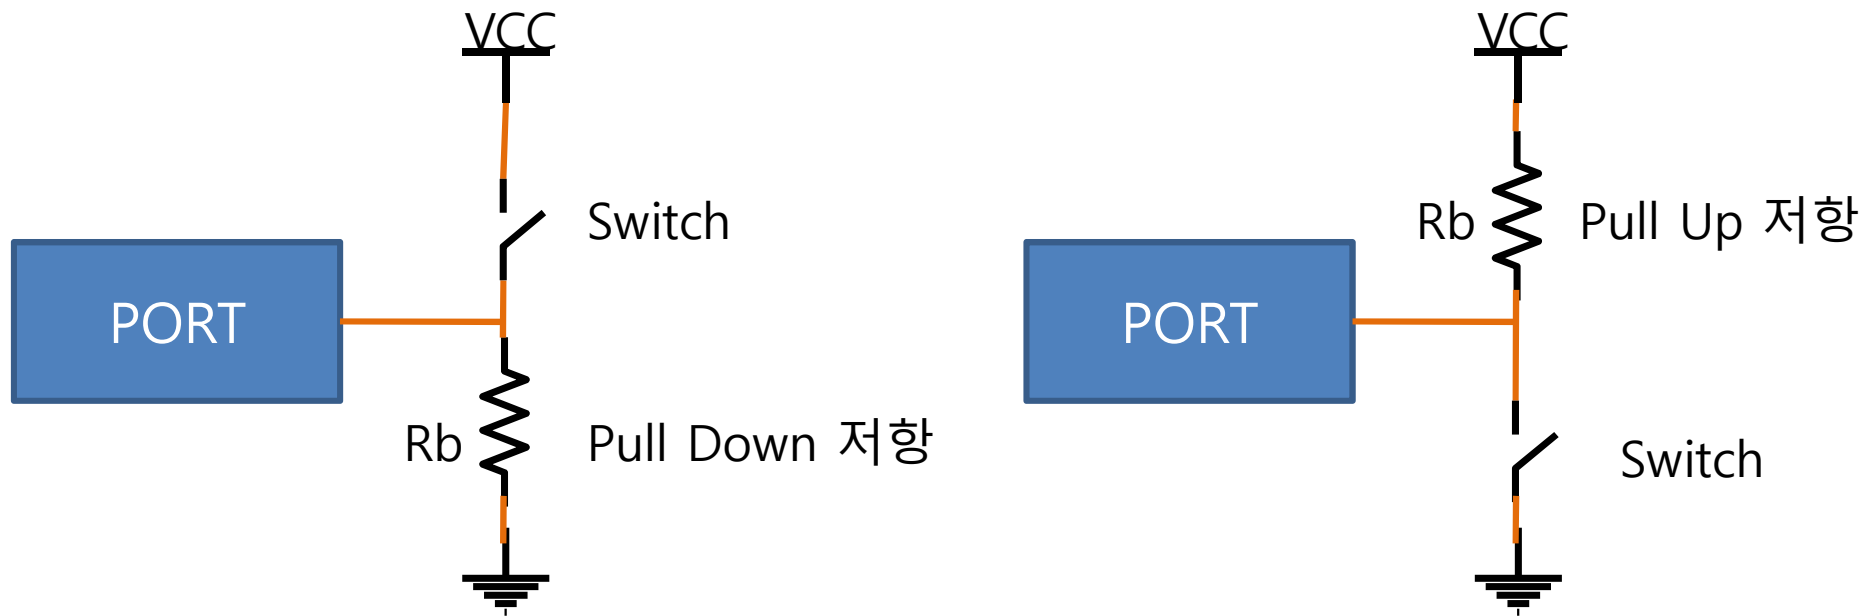 VCC
Switch
PORT
Rb
Pull Down 저항
VCC
Rb
Pull Up 저항
PORT
Switch